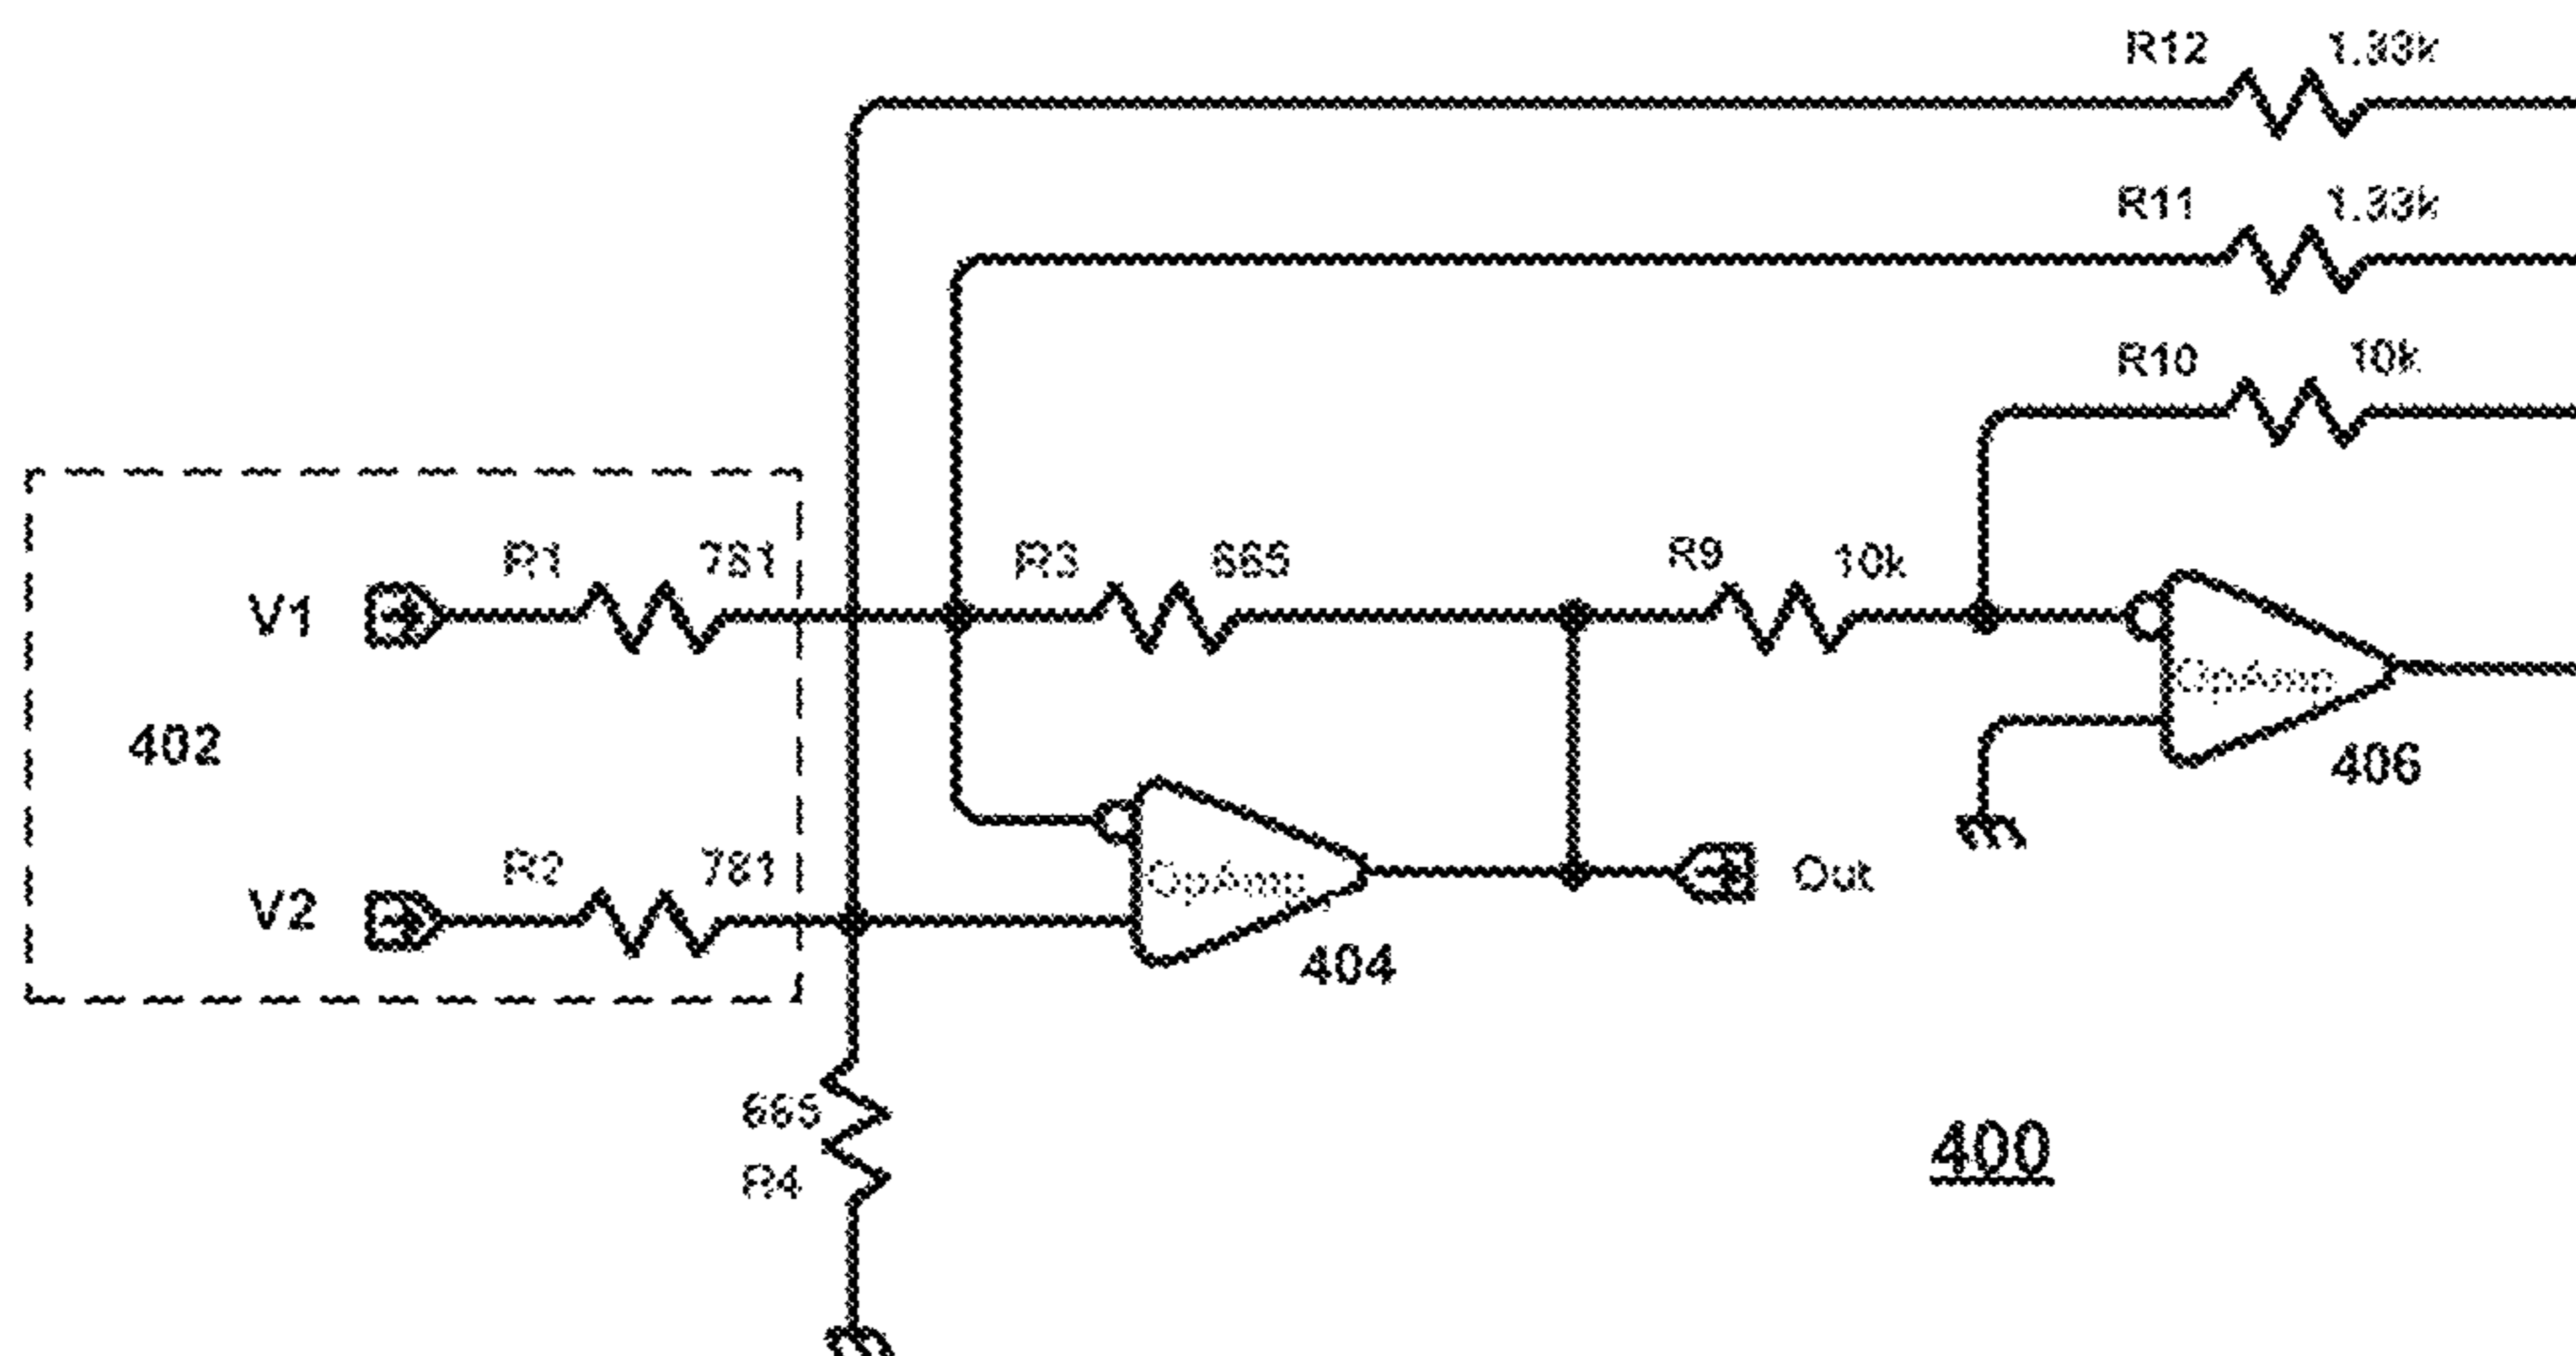 R12 1.33k
R11 1.33k
R10 10k
R1 781
R3 665
R9 10k
V1
OpAmp
402
406
R2 781
OpAmp
Out
V2
404
665
R4
400